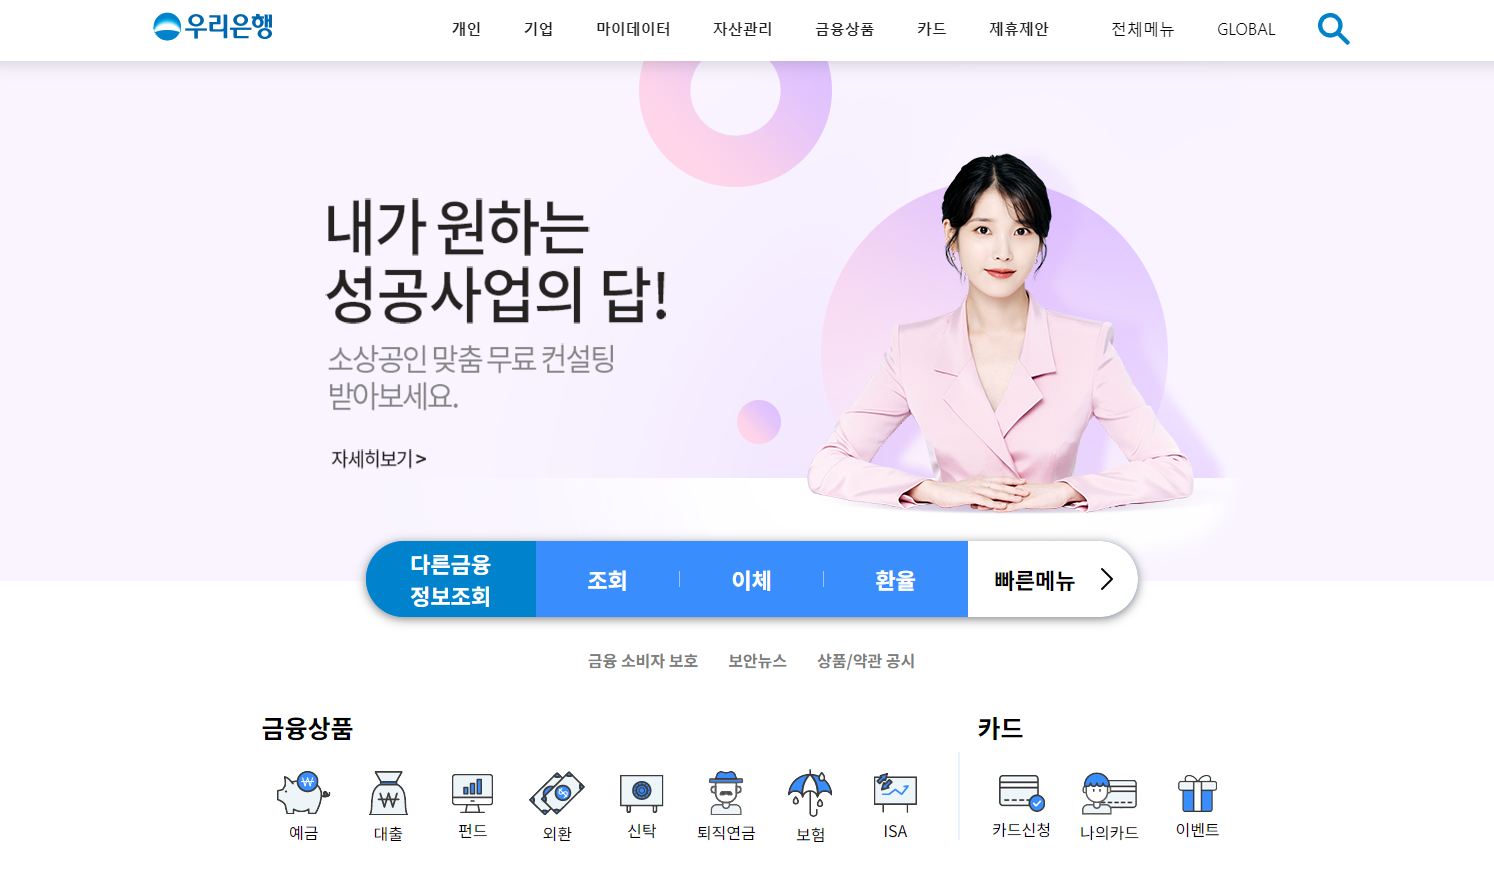 우리은행
개인 기업 마이데이터 자산관리 금융상품 카드 제휴제안 전체메뉴 GLOBAL
내가 원하는
성공사업의 답!
소상공인 맞춤 무료 컨설팅
받아보세요.
자세히보기 >
다른금융
정보조회
조회 이체 환율 빠른메뉴
금융 소비자 보호 보안뉴스 상품/약관 공시
금융상품
예금 대출 펀드 외환 신탁 퇴직연금 보험 ISA
카드
카드신청 나의카드 이벤트